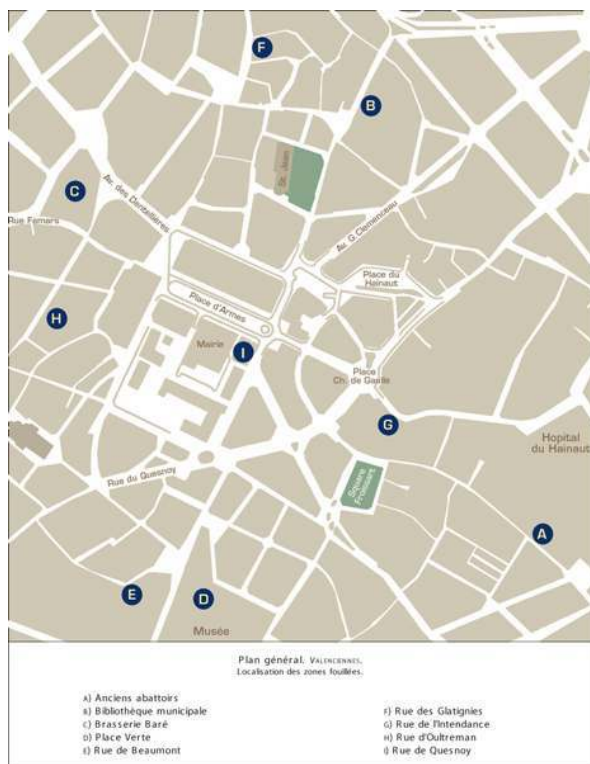 F
B
St. Jean
C
Av. des Dentellières
Rue Famars
Av. G. Clemenceau
Place du
Hainaut
Place d'Armes
H
Mairie
I
Place
Ch. de Gaulle
G
Hopital
du Hainaut
Rue du Quesnoy
Square
Froissart
A
E
D
Musée
Plan général. VALENCIENNES.
Localisation des zones fouillées.
A) Anciens abattoirs
B) Bibliothèque municipale
C) Brasserie Baré
D) Place Verte
E) Rue de Beaumont
F) Rue des Glatignies
G) Rue de l'Intendance
H) Rue d'Oultreman
I) Rue de Quesnoy